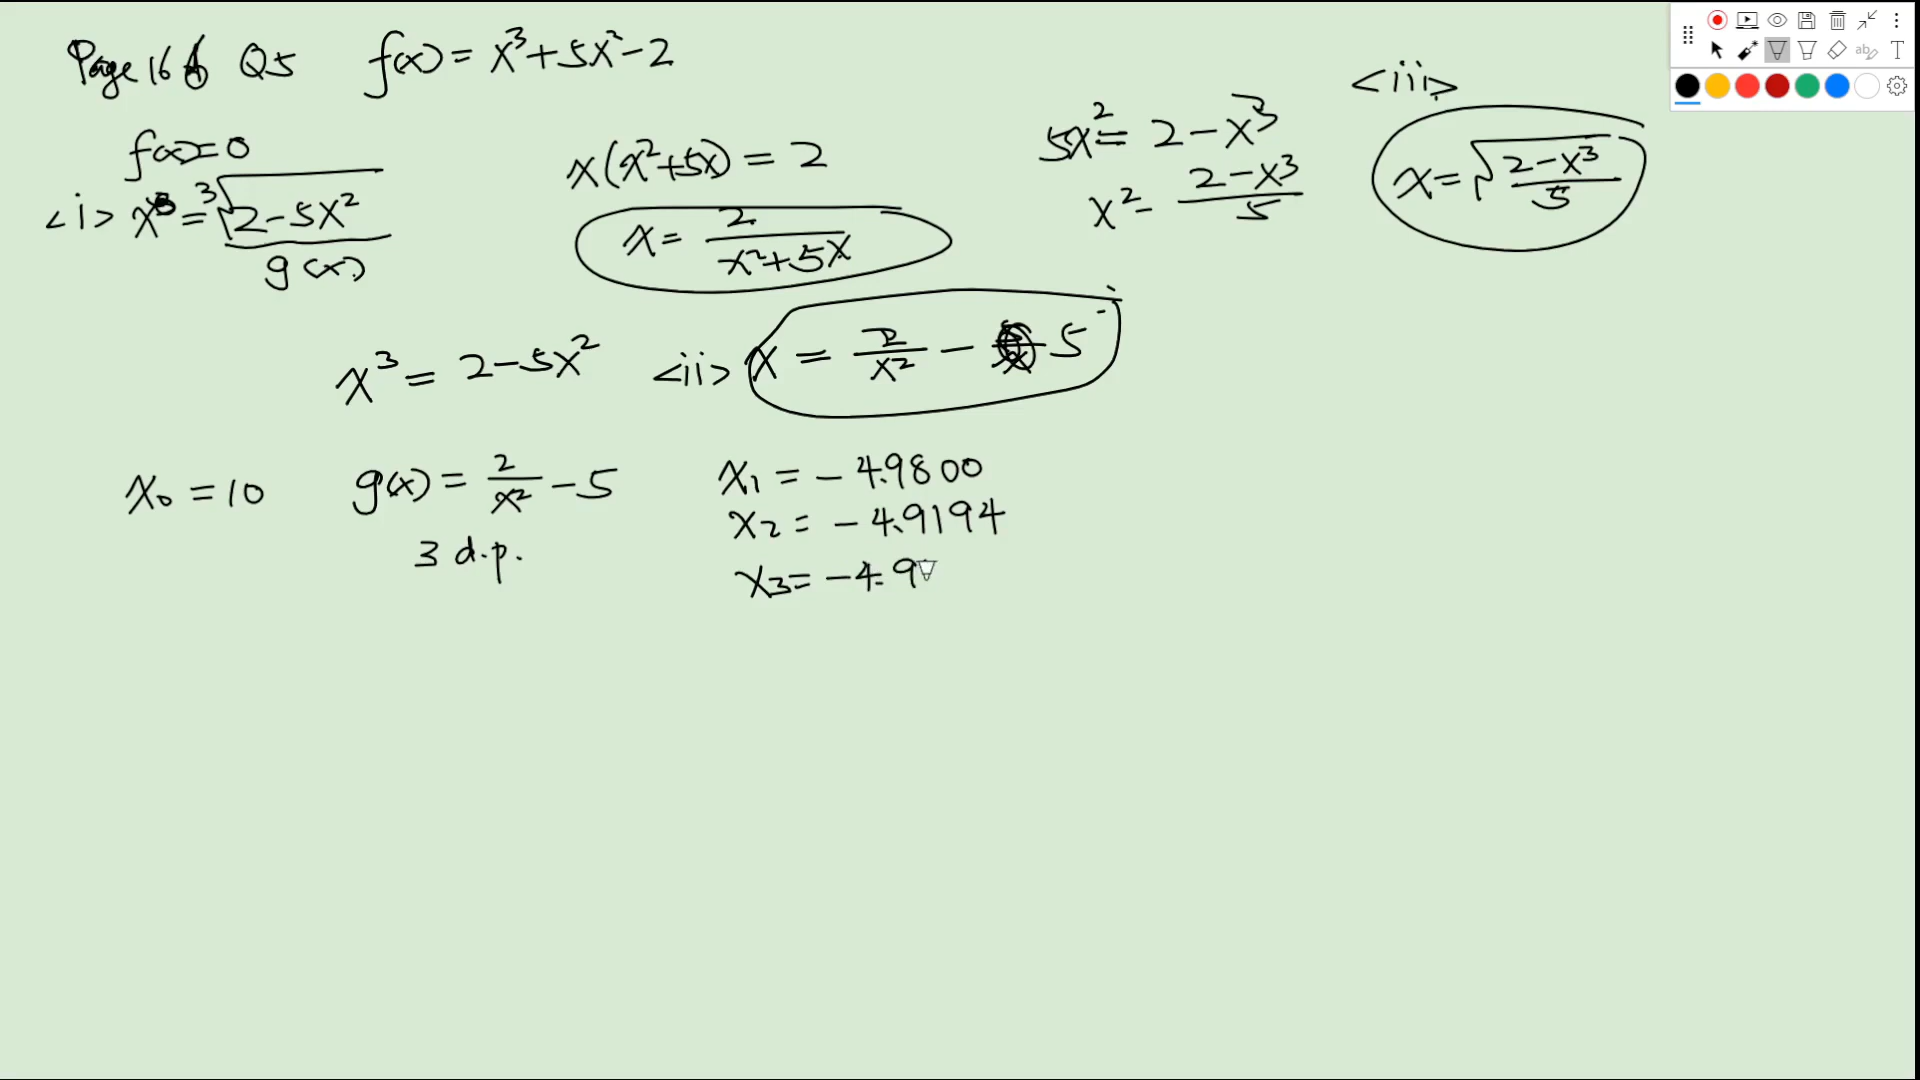 Page 166 Q5 f(x) = x³+5x²-2
<iii>
f(x)=0
x(x²+5x) = 2
5x² = 2-x³
<i> x = ³√2-5x²
x² = 2-x³/5
x = √2-x³/5
g(x)
x = 2/x²+5x
x³ = 2-5x²
<ii> x = 2/x² - 5
x₀ = 10
g(x) = 2/x² - 5
x₁ = -4.9800
x₂ = -4.9194
3 d.p.
x₃ = -4.9